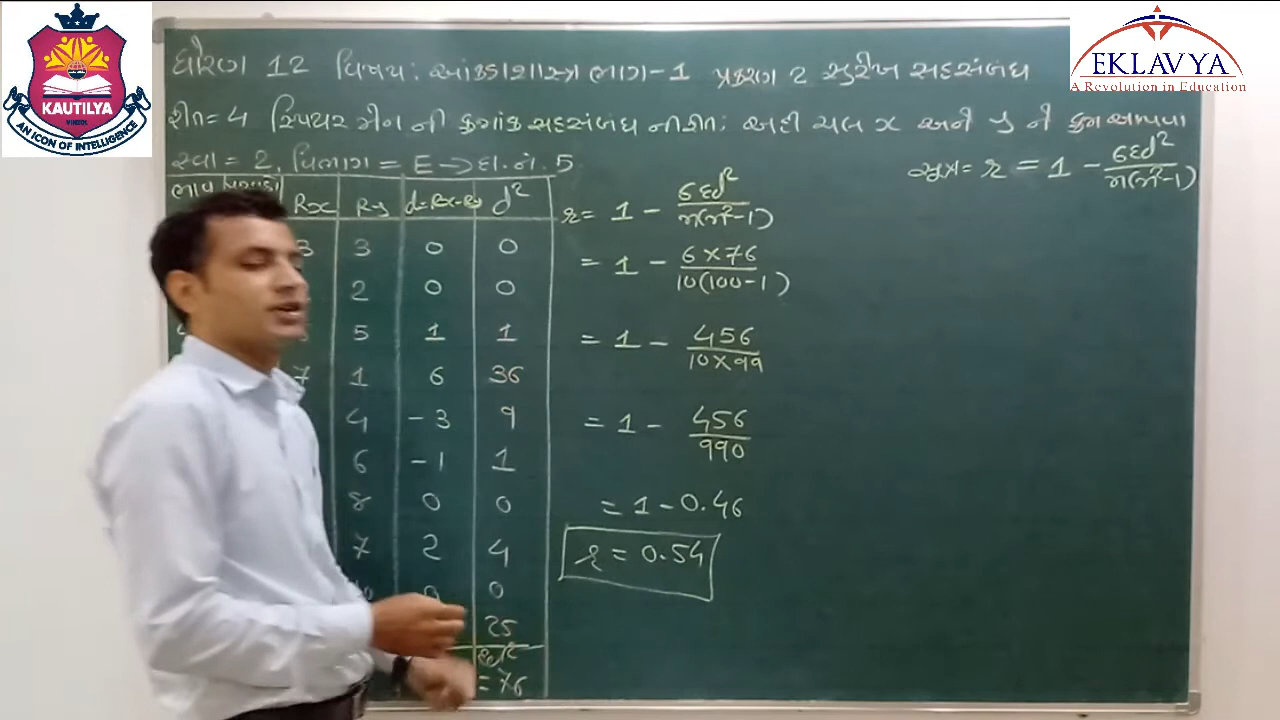 KAUTILYA
VINZOL
AN ICON OF INTELLIGENCE
EKLAVYA
A Revolution in Education
ધોરણ 12 વિષય: આંકડાશાસ્ત્ર ભાગ-1 પ્રકરણ 2 સુરેખ સહસંબંધ
રીત=4 સ્પિયરમેન ની ક્રમાંક સહસંબંધ ની રીત: અહી ચલ x અને y ને ક્રમ આપવા
સ્વા = 2, વિભાગ = E → દા.નં. 5
સૂત્ર= r = 1 - 6Σd²/n(n²-1)
Rx Ry d=Rx-Ry d²
3 3 0 0
2 0 0
5 1 1
7 1 6 36
4 -3 9
6 -1 1
8 0 0
7 2 4
0 0
25
Σd²
= 76
r = 1 - 6Σd²/n(n²-1)
= 1 - 6×76/10(100-1)
= 1 - 456/10×99
= 1 - 456/990
= 1 - 0.46
r = 0.54